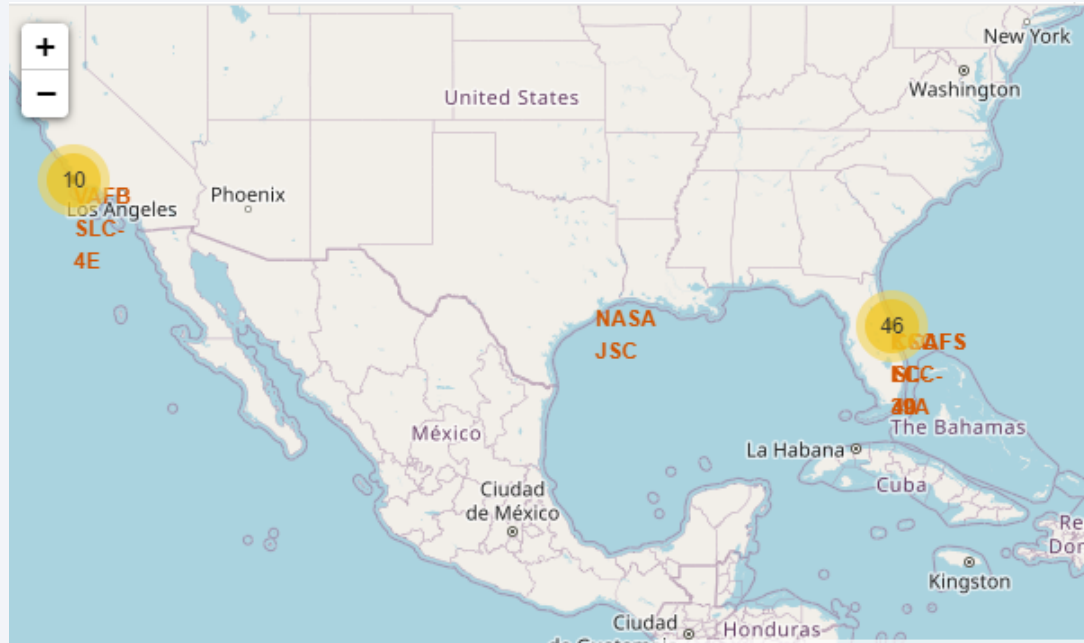 +
−
New York
Washington
United States
10
VAFB
SLC-
4E
Los Angeles
Phoenix
NASA
JSC
46
The Bahamas
México
La Habana
Cuba
Ciudad
de México
Kingston
Ciudad
Honduras